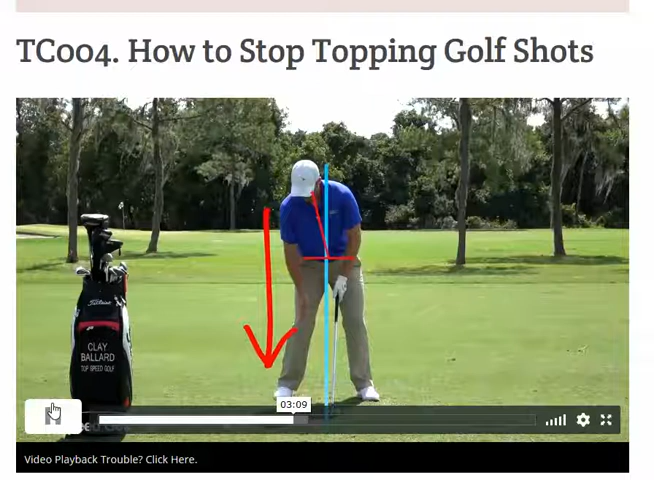 TC004. How to Stop Topping Golf Shots
Titleist
CLAY
BALLARD
TOP SPEED GOLF
03:09
Video Playback Trouble? Click Here.